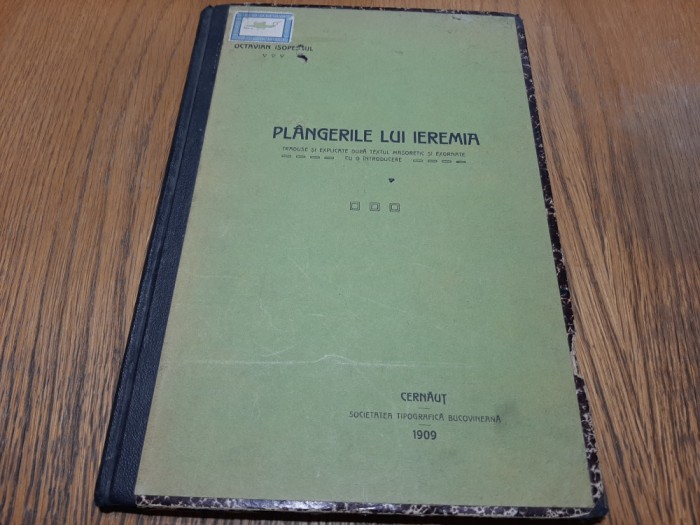 OCTAVIAN ISOPESCUL
PLÂNGERILE LUI IEREMIA
TRADUSE ȘI EXPLICATE DUPĂ TEXTUL MASORETIC ȘI EXORNATE
CU O INTRODUCERE
CERNĂUȚ
SOCIETATEA TIPOGRAFICĂ BUCOVINEANĂ
1909